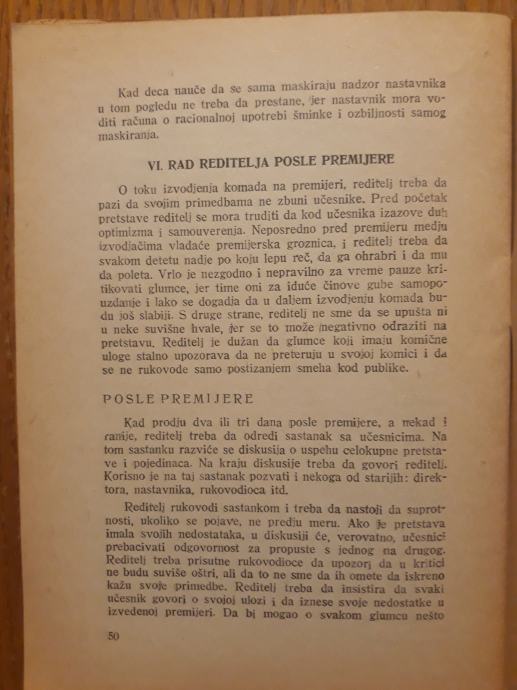 Kad deca nauče da se sama maskiraju nadzor nastavnika
u tom pogledu ne treba da prestane, jer nastavnik mora vo-
diti računa o racionalnoj upotrebi šminke i ozbiljnosti samog
maskiranja.
VI. RAD REDITELJA POSLE PREMIJERE
O toku izvodjenja komada na premijeri, reditelj treba da
pazi da svojim primedbama ne zbuni učesnike. Pred početak
pretstave reditelj se mora truditi da kod učesnika izazove duh
optimizma i samouverenja. Neposredno pred premijeru medju
izvodjačima vladaće premijerska groznica, i reditelj treba da
svakom detetu nadje po koju lepu reč, da ga ohrabri i da mu
da poleta. Vrlo je nezgodno i nepravilno za vreme pauze kri-
tikovati glumce, jer time oni za iduće činove gube samopo-
uzdanje i lako se dogadja da u daljem izvodjenju komada bu-
du još slabiji. S druge strane, reditelj ne sme da se upušta ni
u neke suvišne hvale, jer se to može negativno odraziti na
pretstavu. Reditelj je dužan da glumce koji imaju komične
uloge stalno upozorava da ne preteruju u svojoj komici i da
se ne rukovode samo postizanjem smeha kod publike.
POSLE PREMIJERE
Kad prodju dva ili tri dana posle premijere, a nekad i
ranije, reditelj treba da odredi sastanak sa učesnicima. Na
tom sastanku razviće se diskusija o uspehu celokupne pretsta-
ve i pojedinaca. Na kraju diskusije treba da govori reditelj.
Korisno je na taj sastanak pozvati i nekoga od starijih: direk-
tora, nastavnika, rukovodioca itd.
Reditelj rukovodi sastankom i treba da nastoji da suprot-
nosti, ukoliko se pojave, ne predju meru. Ako je pretstava
imala svojih nedostataka, u diskusiji će, verovatno, učesnici
prebacivati odgovornost za propuste s jednog na drugog.
Reditelj treba prisutne rukovodioce da upozori da u kritici
ne budu suviše oštri, ali da to ne sme da ih omete da iskreno
kažu svoje primedbe. Reditelj treba da insistira da svaki
učesnik govori o svojoj ulozi i da iznese svoje nedostatke u
izvedenoj premijeri. Da bi mogao o svakom glumcu nešto
50